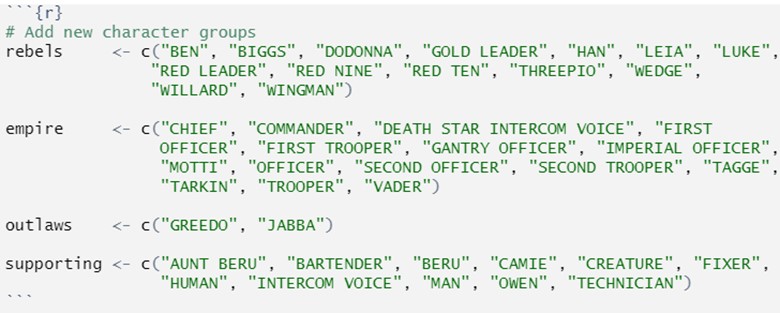 ```{r}
# Add new character groups
rebels     <- c("BEN", "BIGGS", "DODONNA", "GOLD LEADER", "HAN", "LEIA", "LUKE",
               "RED LEADER", "RED NINE", "RED TEN", "THREEPIO", "WEDGE",
               "WILLARD", "WINGMAN")

empire     <- c("CHIEF", "COMMANDER", "DEATH STAR INTERCOM VOICE", "FIRST
                OFFICER", "FIRST TROOPER", "GANTRY OFFICER", "IMPERIAL OFFICER",
                "MOTTI", "OFFICER", "SECOND OFFICER", "SECOND TROOPER", "TAGGE",
                "TARKIN", "TROOPER", "VADER")

outlaws    <- c("GREEDO", "JABBA")

supporting <- c("AUNT BERU", "BARTENDER", "BERU", "CAMIE", "CREATURE", "FIXER",
                "HUMAN", "INTERCOM VOICE", "MAN", "OWEN", "TECHNICIAN")
```